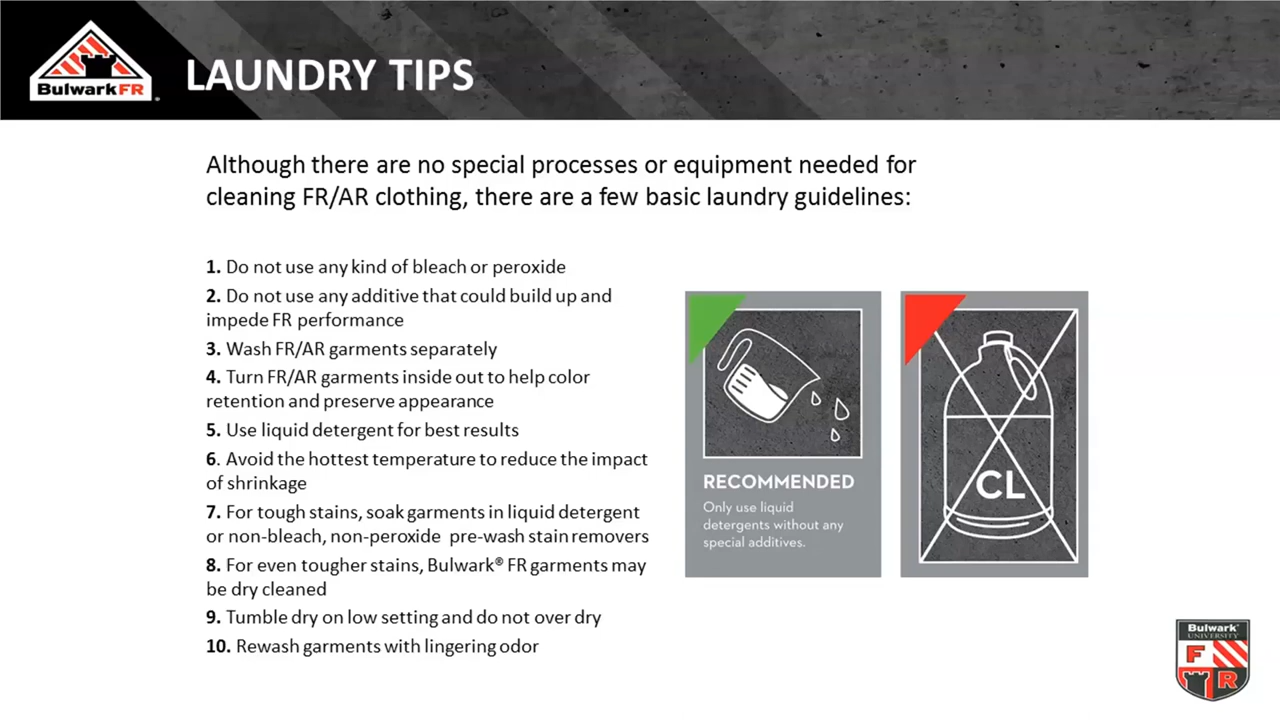 BulwarkFR®
LAUNDRY TIPS
Although there are no special processes or equipment needed for
cleaning FR/AR clothing, there are a few basic laundry guidelines:
1. Do not use any kind of bleach or peroxide
2. Do not use any additive that could build up and
impede FR performance
3. Wash FR/AR garments separately
4. Turn FR/AR garments inside out to help color
retention and preserve appearance
5. Use liquid detergent for best results
6. Avoid the hottest temperature to reduce the impact
of shrinkage
7. For tough stains, soak garments in liquid detergent
or non-bleach, non-peroxide pre-wash stain removers
8. For even tougher stains, Bulwark® FR garments may
be dry cleaned
9. Tumble dry on low setting and do not over dry
10. Rewash garments with lingering odor
RECOMMENDED
Only use liquid
detergents without any
special additives.
CL
Bulwark®
UNIVERSITY
F
R